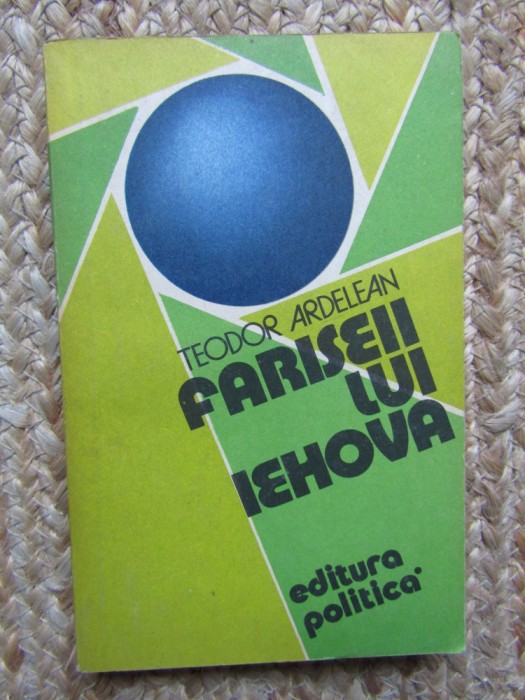 TEODOR ARDELEAN
FARISEII
LUI
IEHOVA
editura
politică